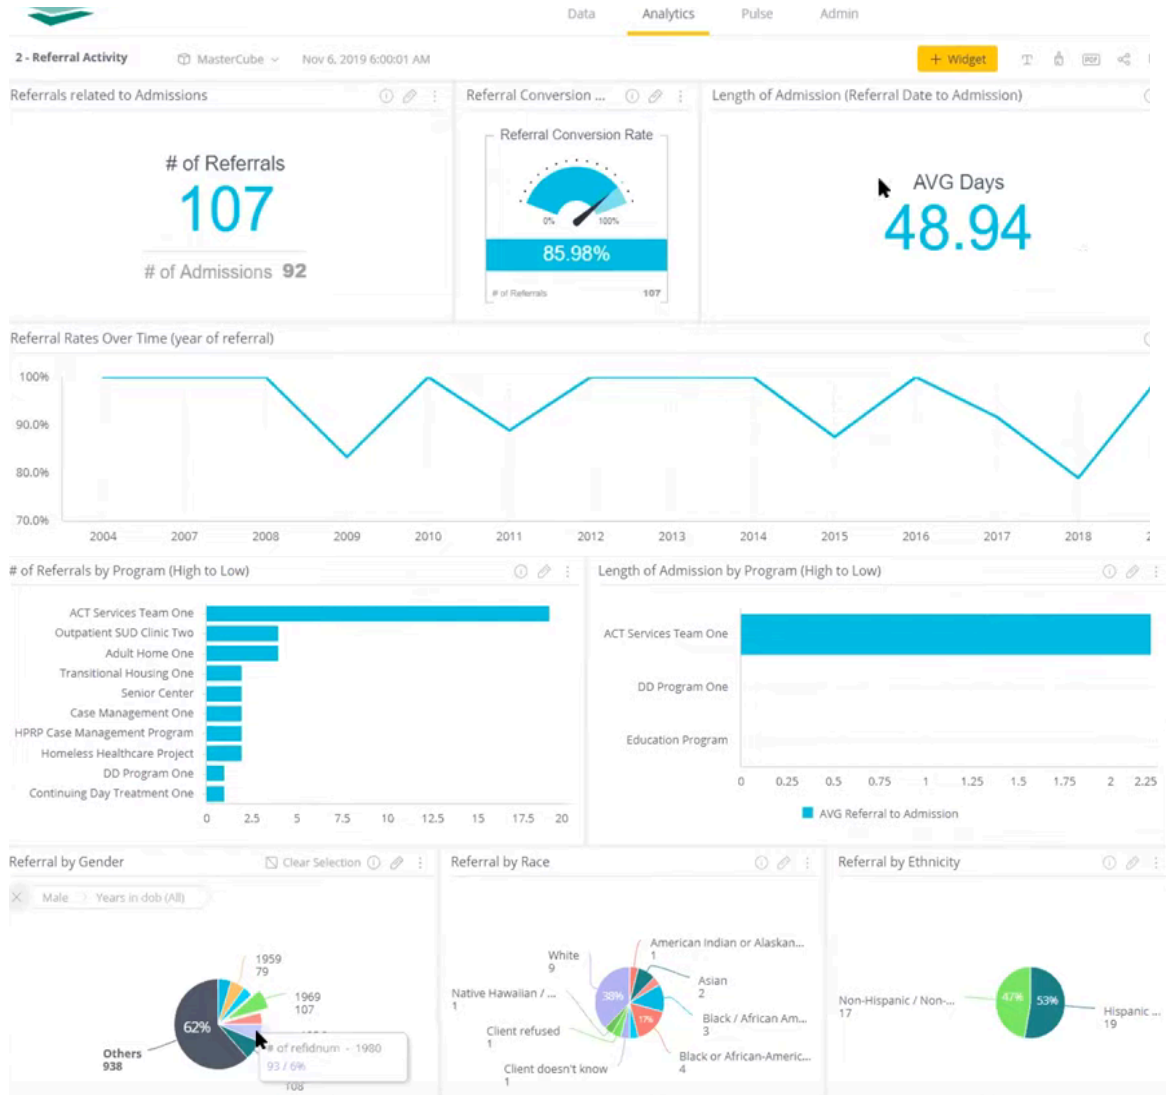 Data Analytics Pulse Admin
2 - Referral Activity MasterCube Nov 6, 2019 6:00:01 AM + Widget T PDF
Referrals related to Admissions
# of Referrals
107
# of Admissions 92
Referral Conversion ...
Referral Conversion Rate
0% 100%
85.98%
# of Referrals 107
Length of Admission (Referral Date to Admission)
AVG Days
48.94
Referral Rates Over Time (year of referral)
100%
90.0%
80.0%
70.0%
2004 2007 2008 2009 2010 2011 2012 2013 2014 2015 2016 2017 2018 2
# of Referrals by Program (High to Low)
ACT Services Team One
Outpatient SUD Clinic Two
Adult Home One
Transitional Housing One
Senior Center
Case Management One
HPRP Case Management Program
Homeless Healthcare Project
DD Program One
Continuing Day Treatment One
0 2.5 5 7.5 10 12.5 15 17.5 20
Length of Admission by Program (High to Low)
ACT Services Team One
DD Program One
Education Program
0 0.25 0.5 0.75 1 1.25 1.5 1.75 2 2.25
AVG Referral to Admission
Referral by Gender Clear Selection
Male Years in dob (All)
1959
79
1969
107
62%
# of refidnum - 1980
93 / 6%
Others
938
108
Referral by Race
American Indian or Alaskan...
1
White
9
Asian
2
Native Hawaiian / ...
1
38%
17%
Black / African Am...
3
Client refused
1
Black or African-Americ...
4
Client doesn't know
1
Referral by Ethnicity
Non-Hispanic / Non-...
17
47% 53%
Hispanic ...
19